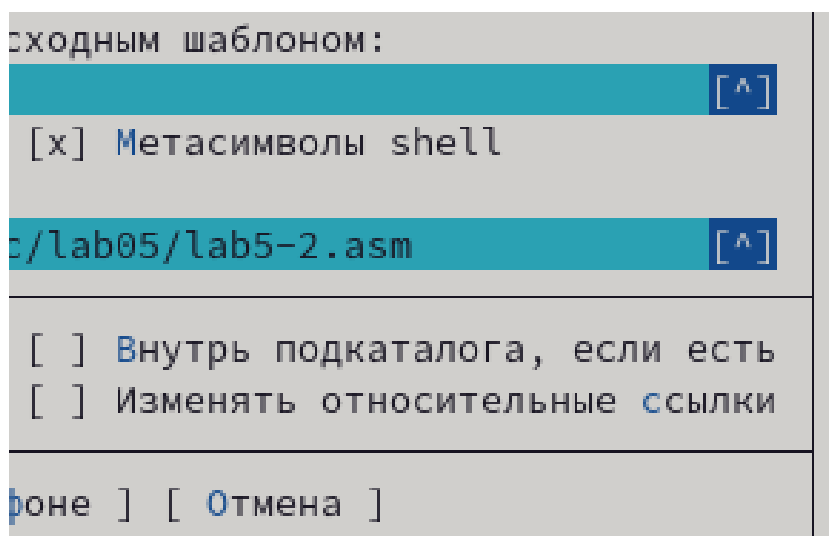 сходным шаблоном:
[^]
[x] Метасимволы shell
c/lab05/lab5-2.asm [^]
[ ] Внутрь подкаталога, если есть
[ ] Изменять относительные ссылки
фоне ] [ Отмена ]